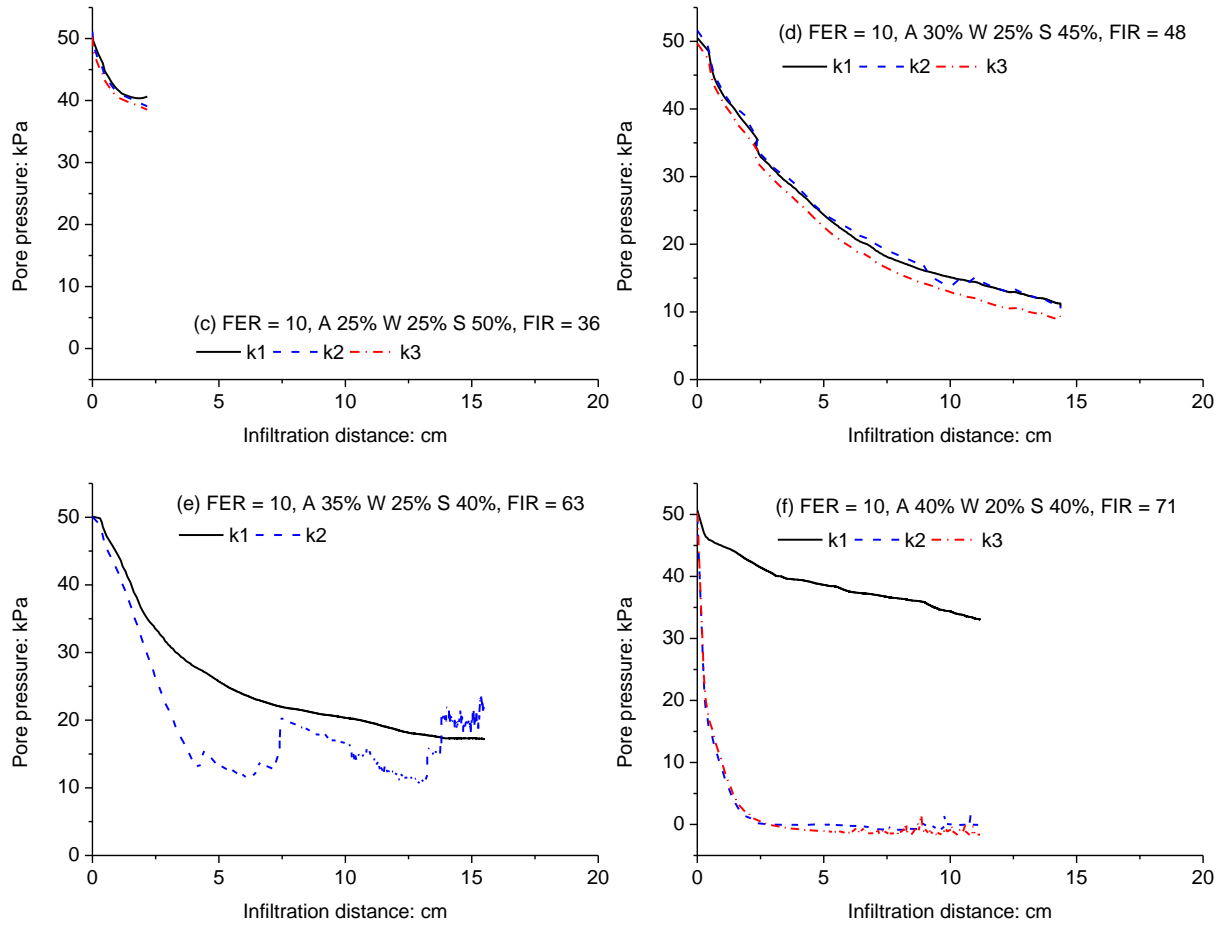 50
40
30
20
10
0
Pore pressure: kPa
(c) FER = 10, A 25% W 25% S 50%, FIR = 36
k1 k2 k3
0 5 10 15 20
Infiltration distance: cm
(d) FER = 10, A 30% W 25% S 45%, FIR = 48
k1 k2 k3
50
40
30
20
10
0
Pore pressure: kPa
0 5 10 15 20
Infiltration distance: cm
(e) FER = 10, A 35% W 25% S 40%, FIR = 63
k1 k2
50
40
30
20
10
0
Pore pressure: kPa
0 5 10 15 20
Infiltration distance: cm
(f) FER = 10, A 40% W 20% S 40%, FIR = 71
k1 k2 k3
50
40
30
20
10
0
Pore pressure: kPa
0 5 10 15 20
Infiltration distance: cm